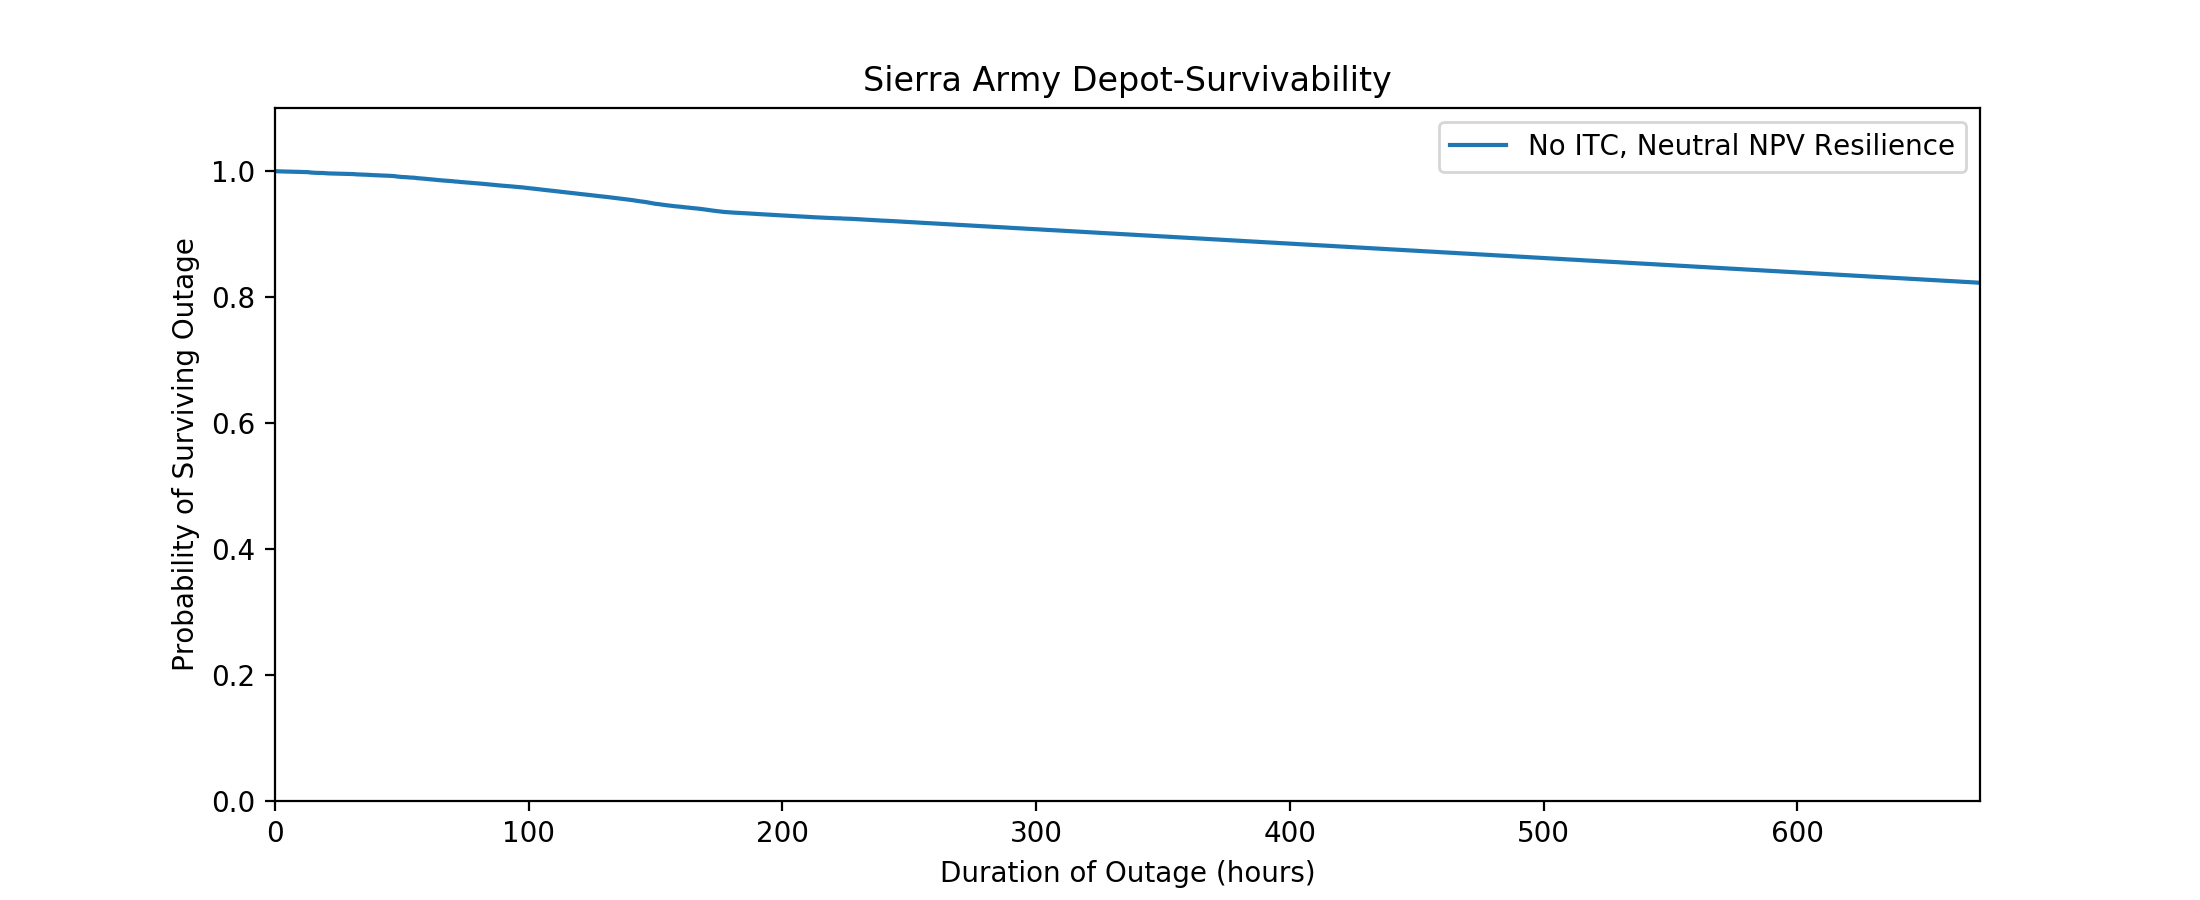 Sierra Army Depot-Survivability
No ITC, Neutral NPV Resilience
Probability of Surviving Outage
1.0
0.8
0.6
0.4
0.2
0.0
0 100 200 300 400 500 600
Duration of Outage (hours)